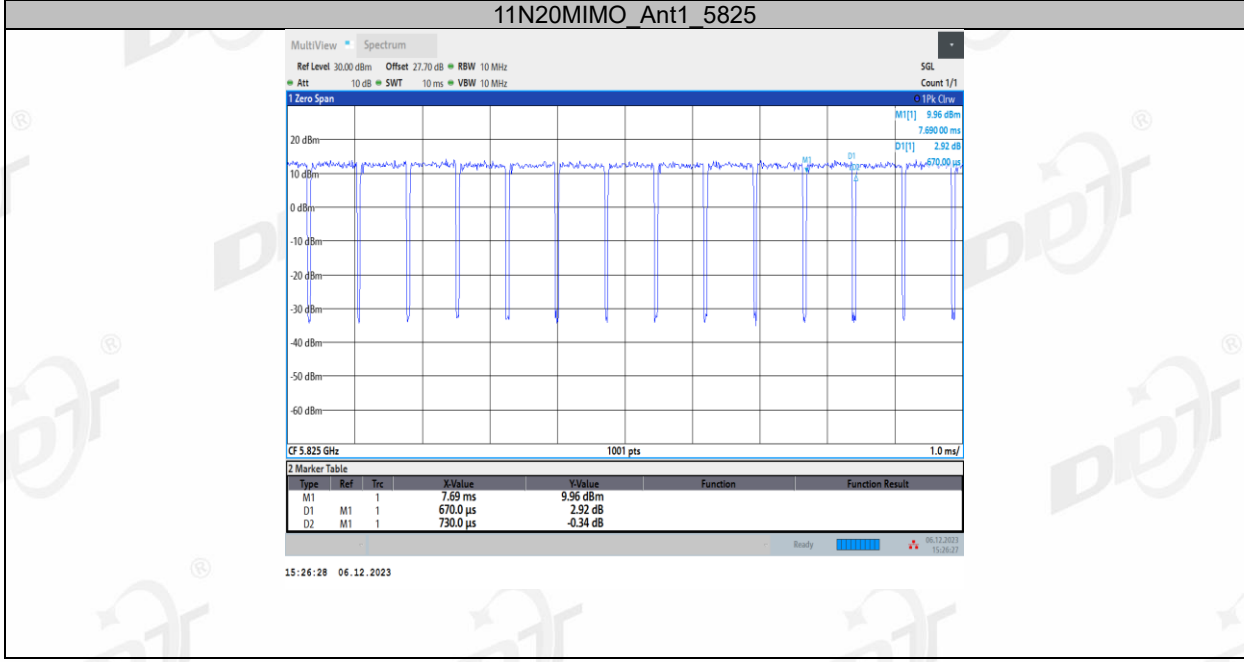 11N20MIMO_Ant1_5825
MultiView Spectrum
Ref Level 30.00 dBm Offset 27.70 dB RBW 10 MHz SGL
Att 10 dB SWT 10 ms VBW 10 MHz Count 1/1
1 Zero Span 1Pk Clrw
M1[1] 9.96 dBm
7.690 00 ms
D1[1] 2.92 dB
670.00 µs
M1 D1
20 dBm
10 dBm
0 dBm
-10 dBm
-20 dBm
-30 dBm
-40 dBm
-50 dBm
-60 dBm
CF 5.825 GHz 1001 pts 1.0 ms/
2 Marker Table
Type Ref Trc X-Value Y-Value Function Function Result
M1 1 7.69 ms 9.96 dBm
D1 M1 1 670.0 µs 2.92 dB
D2 M1 1 730.0 µs -0.34 dB
Ready 06.12.2023
15:26:27
15:26:28 06.12.2023
DDT ®